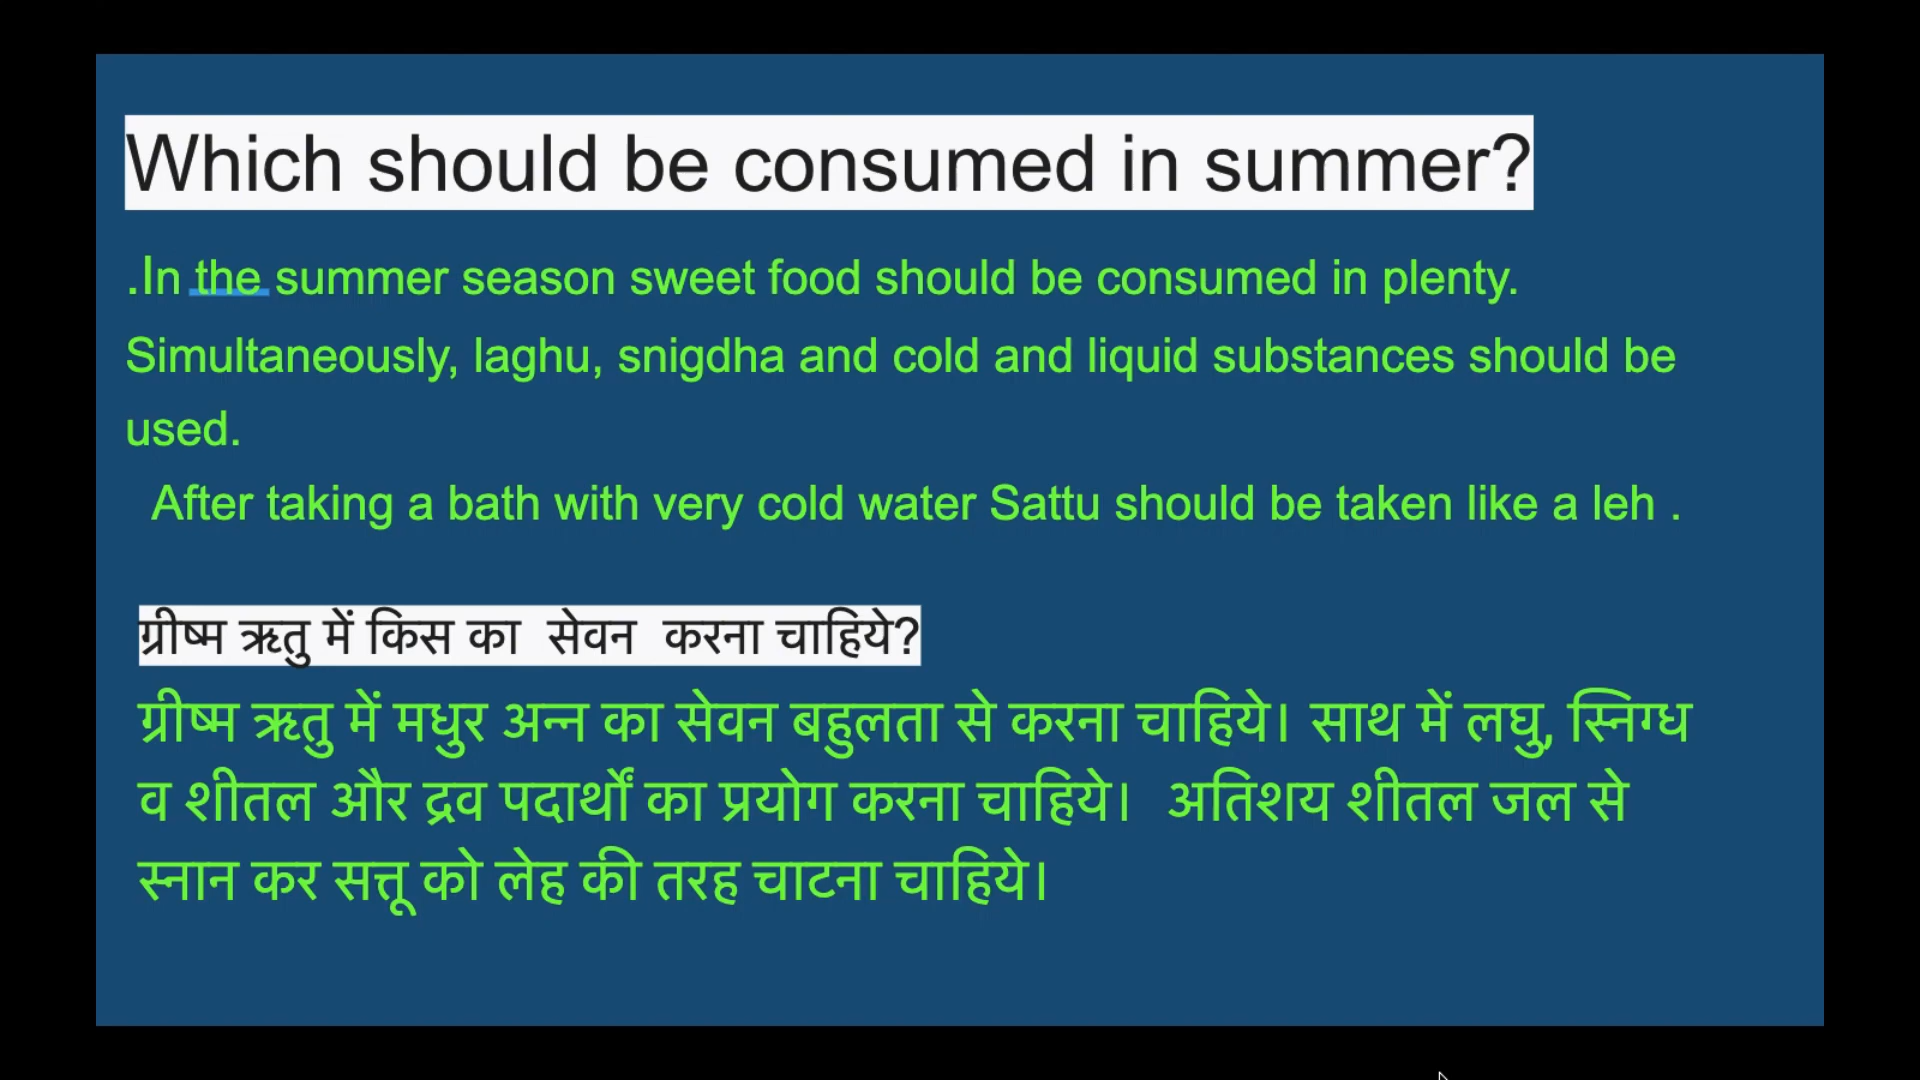 Which should be consumed in summer?
.In the summer season sweet food should be consumed in plenty.
Simultaneously, laghu, snigdha and cold and liquid substances should be
used.
After taking a bath with very cold water Sattu should be taken like a leh .
ग्रीष्म ऋतु में किस का सेवन करना चाहिये?
ग्रीष्म ऋतु में मधुर अन्न का सेवन बहुलता से करना चाहिये। साथ में लघु, स्निग्ध
व शीतल और द्रव पदार्थों का प्रयोग करना चाहिये। अतिशय शीतल जल से
स्नान कर सत्तू को लेह की तरह चाटना चाहिये।